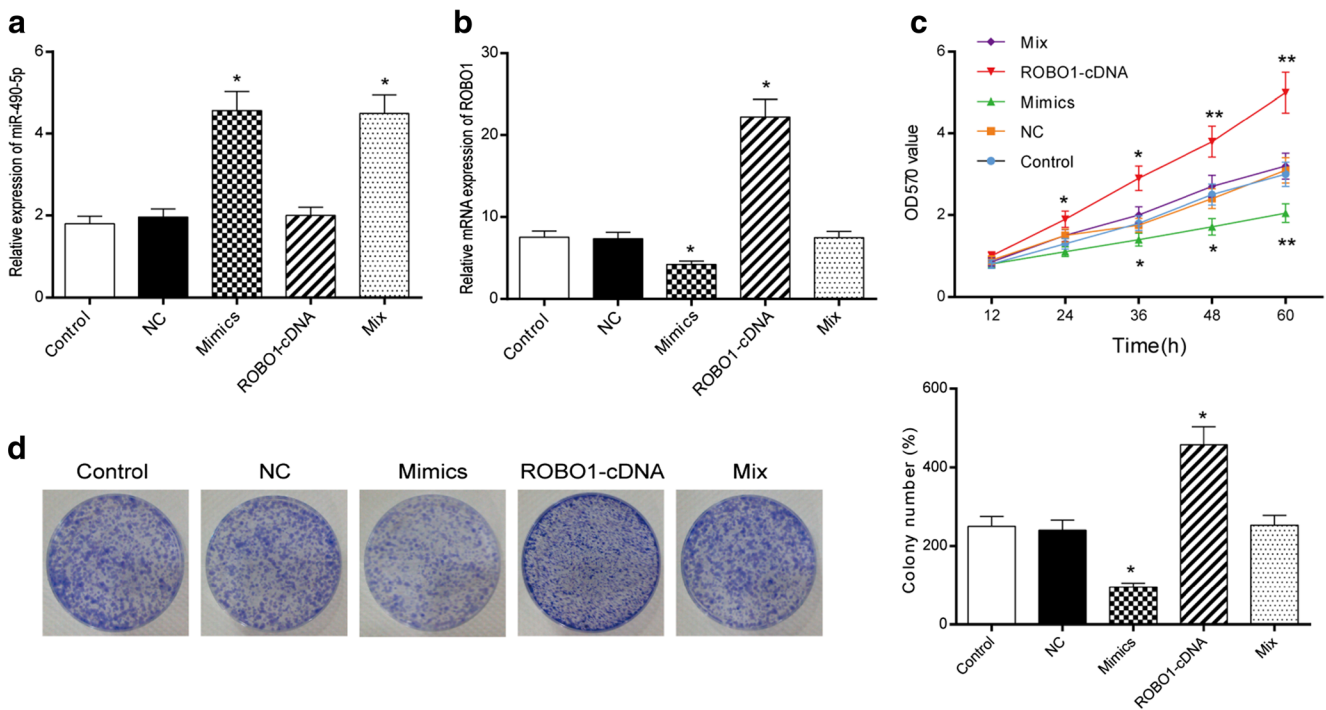 a
Relative expression of miR-490-5p
6
4
2
0
*
*
Control
NC
Mimics
ROBO1-cDNA
Mix
b
Relative mRNA expression of ROBO1
30
20
10
0
*
*
Control
NC
Mimics
ROBO1-cDNA
Mix
c
Mix
ROBO1-cDNA
Mimics
NC
Control
OD570 value
6
4
2
0
*
*
**
**
*
*
**
12 24 36 48 60
Time(h)
d
Control NC Mimics ROBO1-cDNA Mix
Colony number (%)
600
400
200
0
*
*
Control
NC
Mimics
ROBO1-cDNA
Mix